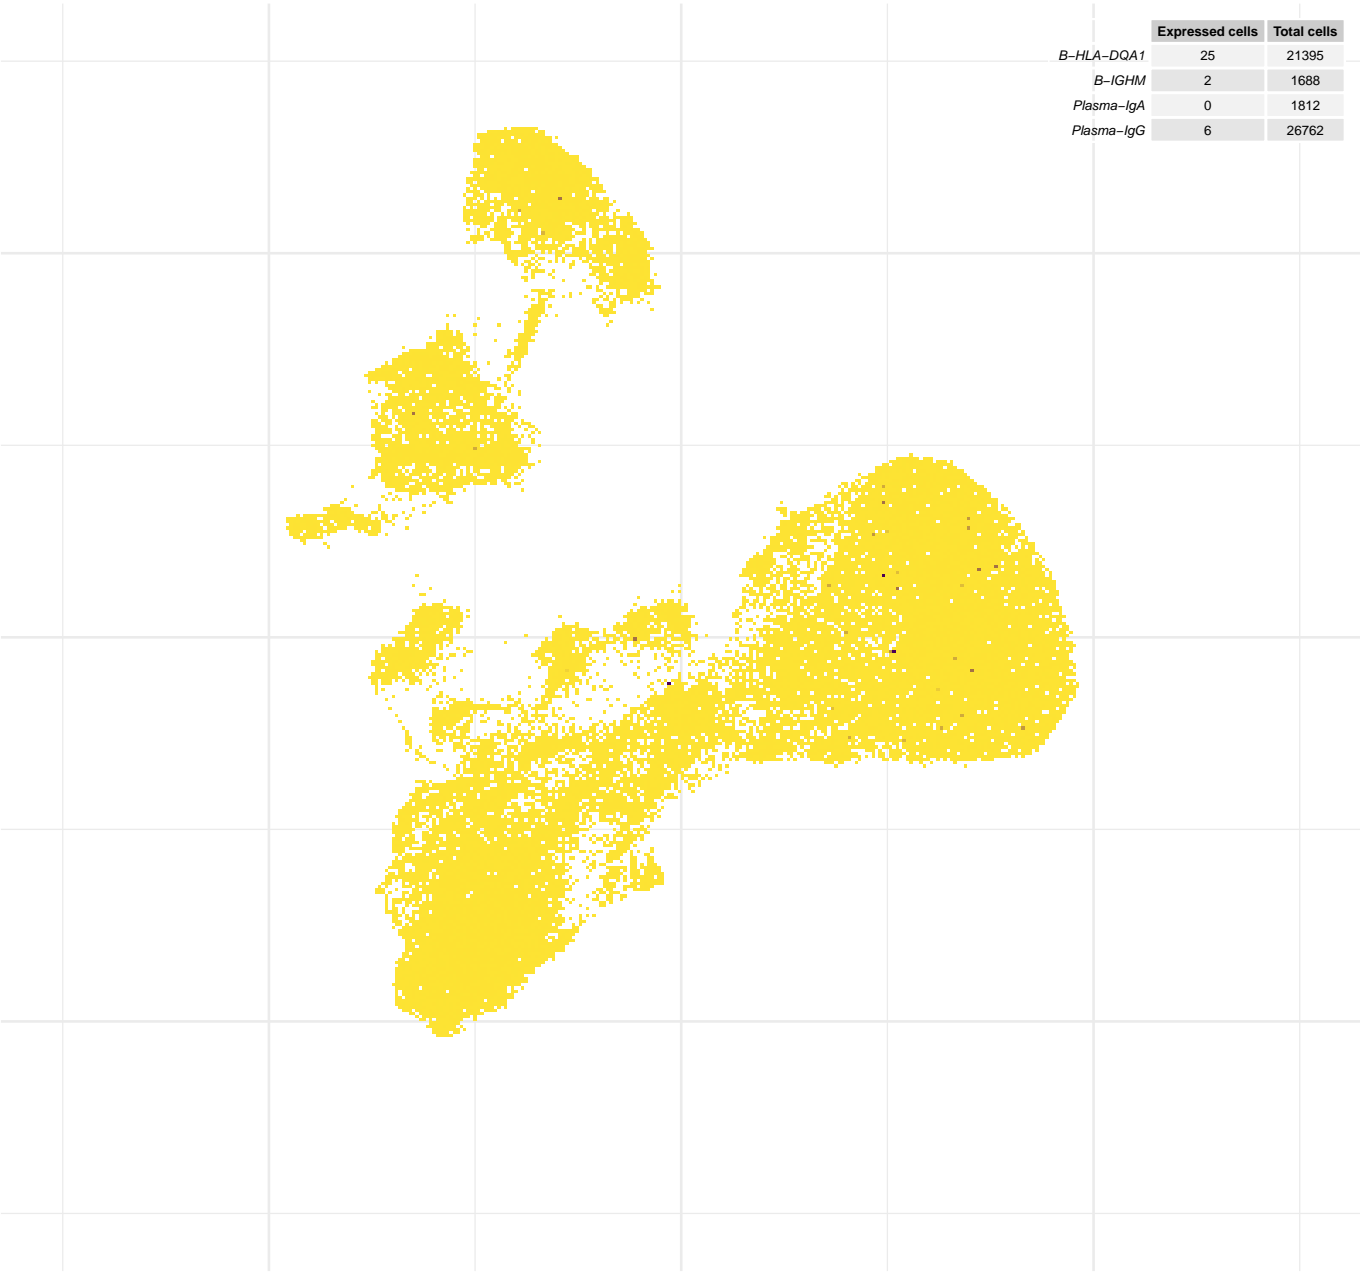 Expressed cells Total cells
B−HLA−DQA1 25 21395
B−IGHM 2 1688
Plasma−IgA 0 1812
Plasma−IgG 6 26762